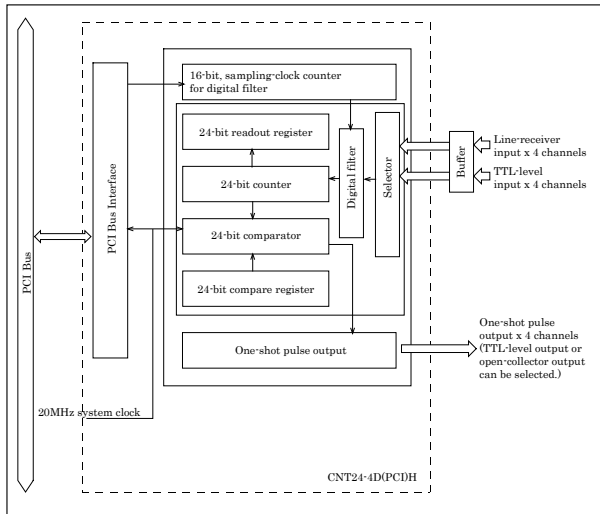 16-bit, sampling-clock counter
for digital filter
24-bit readout register
24-bit counter
24-bit comparator
24-bit compare register
One-shot pulse output
Digital filter
Selector
Buffer
Line-receiver
input x 4 channels
TTL-level
input x 4 channels
PCI Bus
PCI Bus Interface
One-shot pulse
output x 4 channels
(TTL-level output or
open-collector output
can be selected.)
20MHz system clock
CNT24-4D(PCI)H